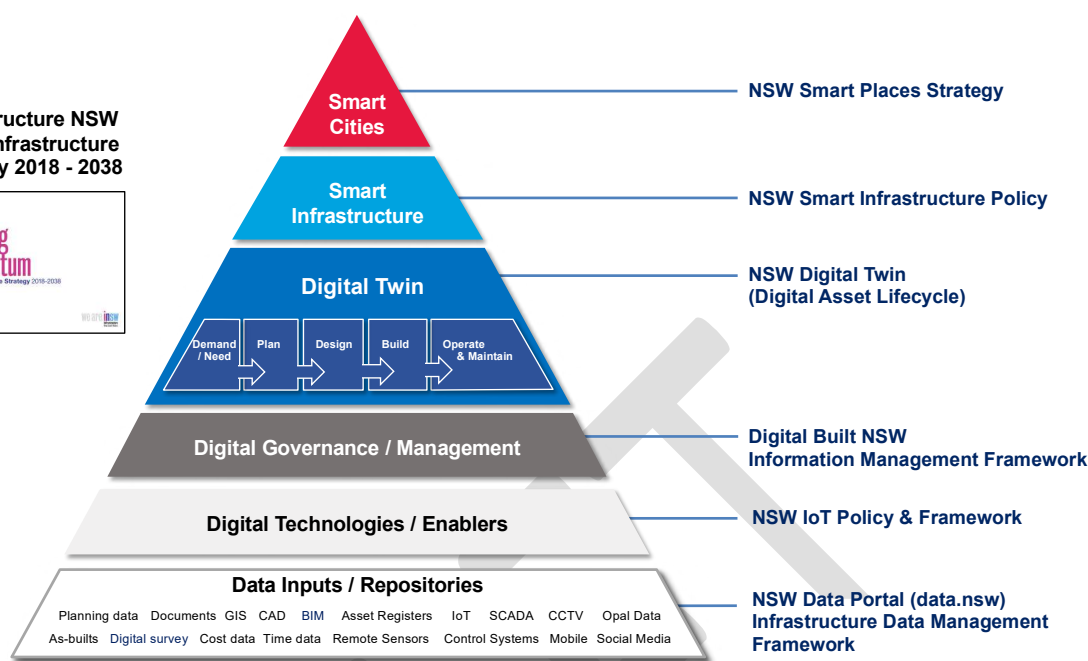 Smart
Cities
NSW Smart Places Strategy
ructure NSW
nfrastructure
y 2018 - 2038
Smart
Infrastructure
NSW Smart Infrastructure Policy
g
tum
e Strategy 2018-2038
we are insw
Digital Twin
NSW Digital Twin
(Digital Asset Lifecycle)
Demand
/ Need
Plan
Design
Build
Operate
& Maintain
Digital Governance / Management
Digital Built NSW
Information Management Framework
Digital Technologies / Enablers
NSW IoT Policy & Framework
Data Inputs / Repositories
Planning data Documents GIS CAD BIM Asset Registers IoT SCADA CCTV Opal Data
As-builts Digital survey Cost data Time data Remote Sensors Control Systems Mobile Social Media
NSW Data Portal (data.nsw)
Infrastructure Data Management
Framework